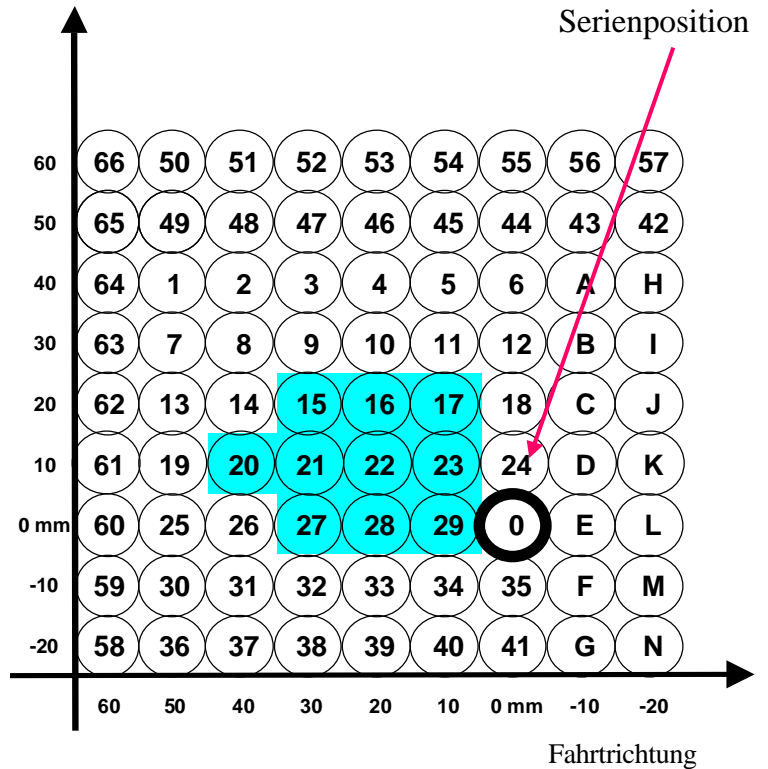 Serienposition
60 66 50 51 52 53 54 55 56 57
50 65 49 48 47 46 45 44 43 42
40 64 1 2 3 4 5 6 A H
30 63 7 8 9 10 11 12 B I
20 62 13 14 15 16 17 18 C J
10 61 19 20 21 22 23 24 D K
0 mm 60 25 26 27 28 29 0 E L
-10 59 30 31 32 33 34 35 F M
-20 58 36 37 38 39 40 41 G N
60 50 40 30 20 10 0 mm -10 -20
Fahrtrichtung